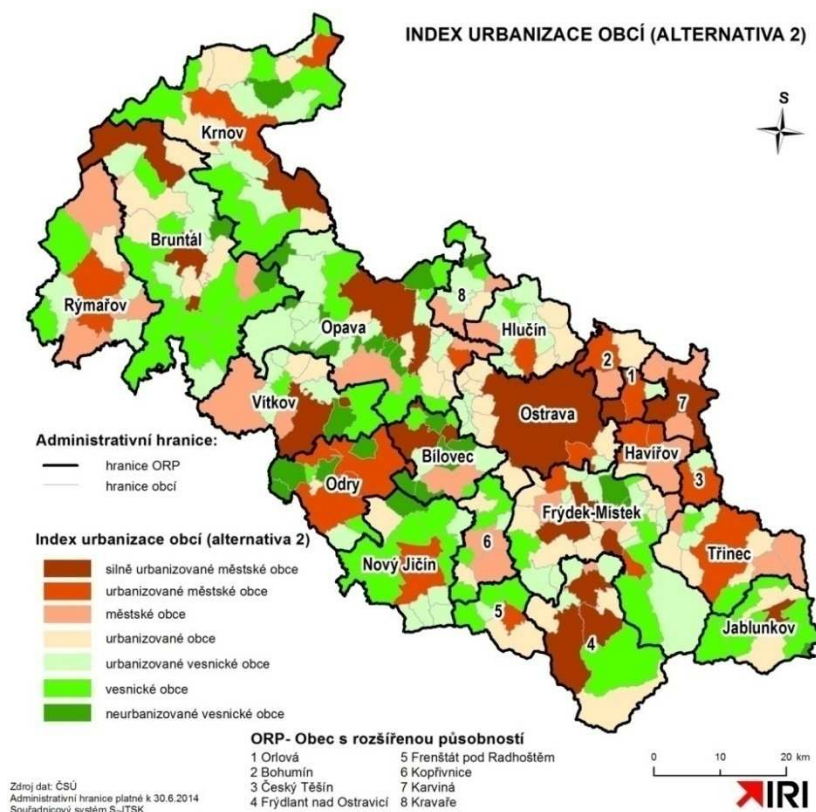 INDEX URBANIZACE OBCÍ (ALTERNATIVA 2)
S
Krnov
Bruntál
Rýmařov
8
Hlučín
Opava
2
1
7
Ostrava
Vítkov
Havířov
Bílovec
3
Odry
Frýdek-Místek
Třinec
6
Nový Jičín
5
4
Jablunkov
Administrativní hranice:
hranice ORP
hranice obcí
Index urbanizace obcí (alternativa 2)
silně urbanizované městské obce
urbanizované městské obce
městské obce
urbanizované obce
urbanizované vesnické obce
vesnické obce
neurbanizované vesnické obce
ORP- Obec s rozšířenou působností
1 Orlová
2 Bohumín
3 Český Těšín
4 Frýdlant nad Ostravicí
5 Frenštát pod Radhoštěm
6 Kopřivnice
7 Karviná
8 Kravaře
0 10 20 km
IRI
Zdroj dat: ČSÚ
Administrativní hranice platné k 30.6.2014
Souřadnicový systém S-JTSK